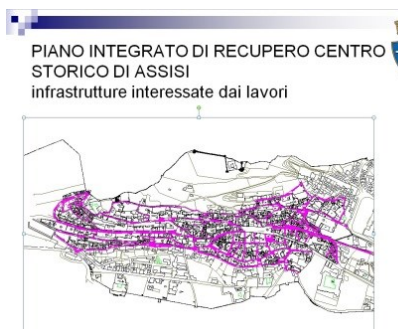 PIANO INTEGRATO DI RECUPERO CENTRO
STORICO DI ASSISI
infrastrutture interessate dai lavori